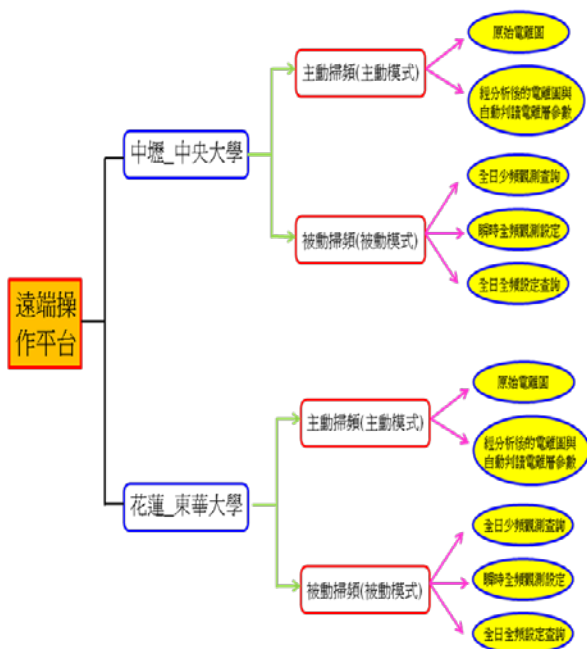 遠端操
作平台
中壢_中央大學
主動掃頻(主動模式)
原始電離圖
經分析後的電離圖與
自動判讀電離層參數
被動掃頻(被動模式)
全日少頻觀測查詢
瞬時全頻觀測設定
全日全頻設定查詢
花蓮_東華大學
主動掃頻(主動模式)
原始電離圖
經分析後的電離圖與
自動判讀電離層參數
被動掃頻(被動模式)
全日少頻觀測查詢
瞬時全頻觀測設定
全日全頻設定查詢